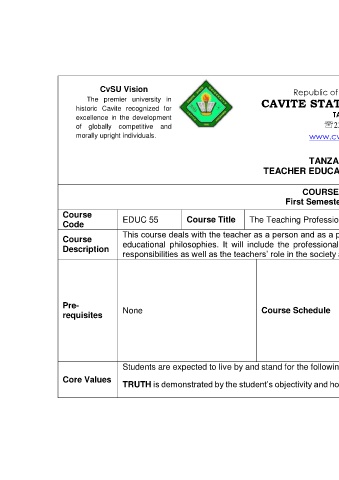 CvSU Vision
The premier university in
historic Cavite recognized for
excellence in the development
of globally competitive and
morally upright individuals.
Republic of
CAVITE STAT
TA
☏2
www.cv
TANZA
TEACHER EDUCA
COURSE
First Semeste
Course
Code
EDUC 55
Course Title
The Teaching Professio
Course
Description
This course deals with the teacher as a person and as a p
educational philosophies. It will include the professional
responsibilities as well as the teachers' role in the society a
Pre-
requisites
None
Course Schedule
Core Values
Students are expected to live by and stand for the followin
TRUTH is demonstrated by the student's objectivity and ho